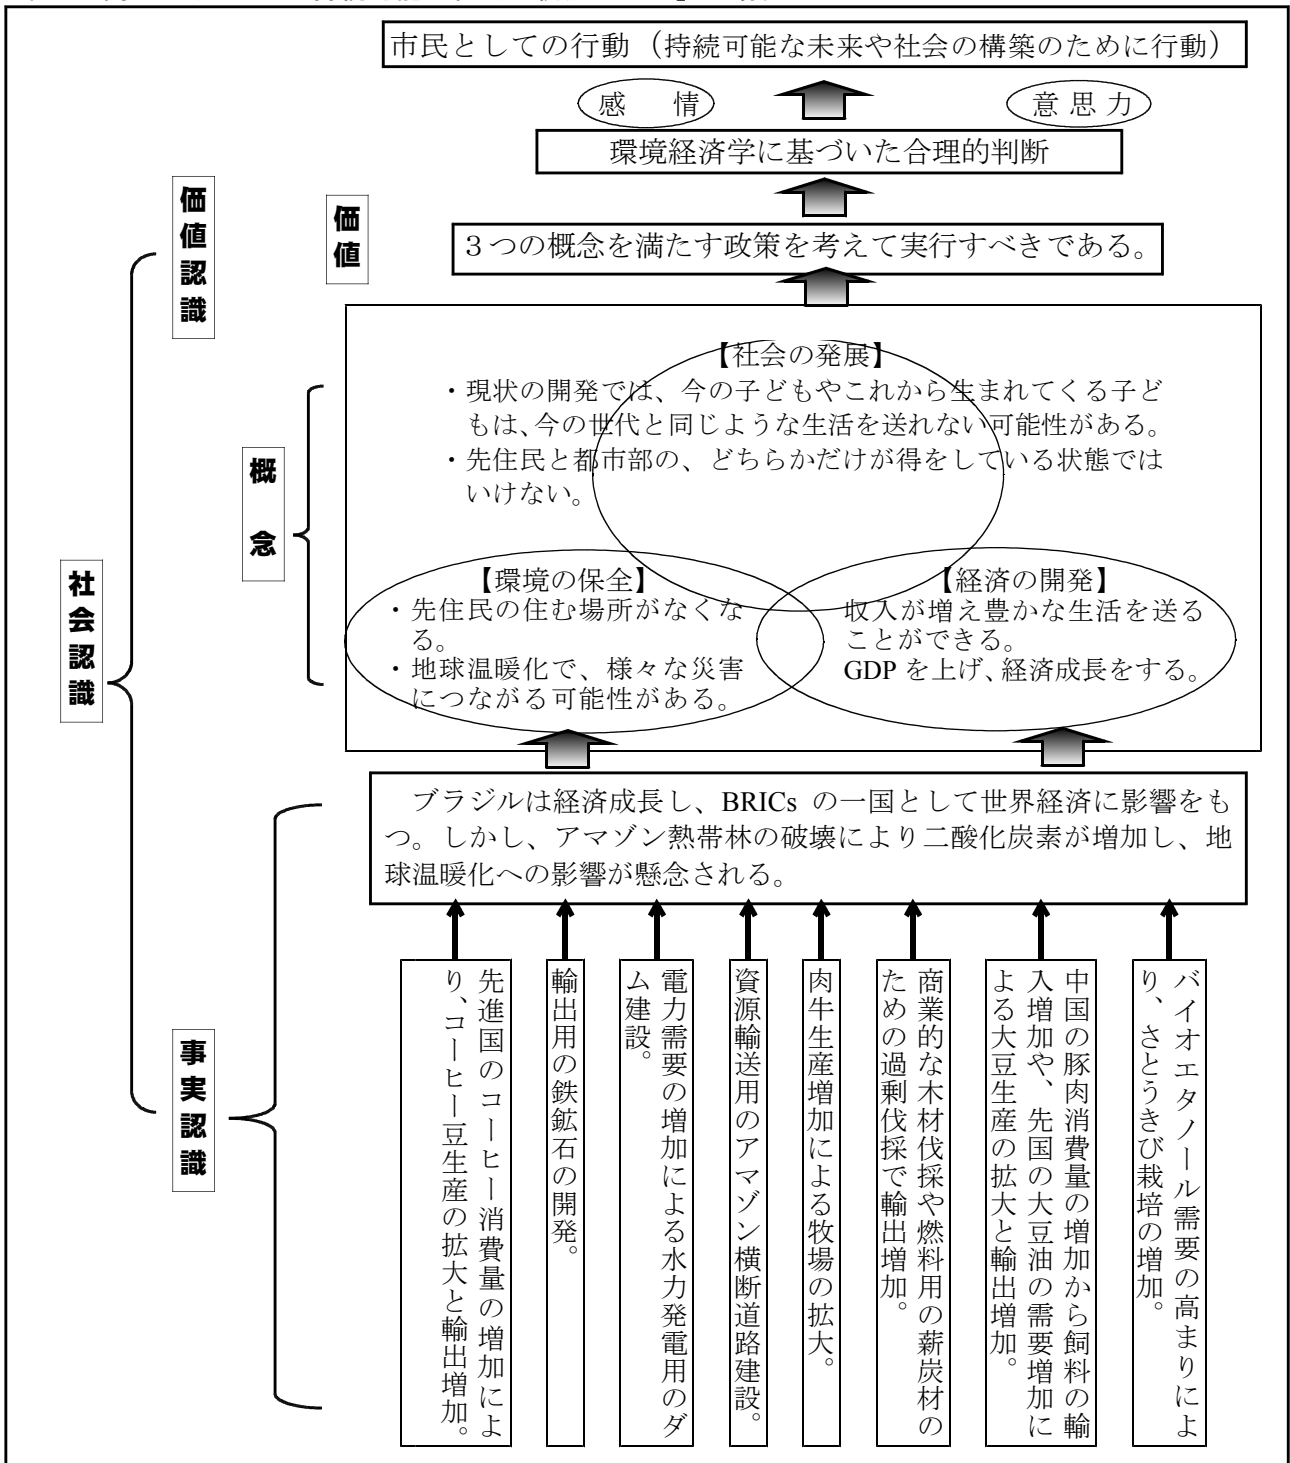 市民としての行動（持続可能な未来や社会の構築のために行動）
感　情
意思力
環境経済学に基づいた合理的判断
価値認識
価値
３つの概念を満たす政策を考えて実行すべきである。
【社会の発展】
・現状の開発では、今の子どもやこれから生まれてくる子ど
もは、今の世代と同じような生活を送れない可能性がある。
・先住民と都市部の、どちらかだけが得をしている状態では
いけない。
概　念
社会認識
【環境の保全】
・先住民の住む場所がなくな
る。
・地球温暖化で、様々な災害
につながる可能性がある。
【経済の開発】
収入が増え豊かな生活を送る
ことができる。
GDPを上げ、経済成長をする。
ブラジルは経済成長し、BRICs の一国として世界経済に影響をも
つ。しかし、アマゾン熱帯林の破壊により二酸化炭素が増加し、地
球温暖化への影響が懸念される。
事実認識
先進国のコーヒー消費量の増加によ
り、コーヒー豆生産の拡大と輸出増加。
輸出用の鉄鉱石の開発。
電力需要の増加による水力発電用のダ
ム建設。
資源輸送用のアマゾン横断道路建設。
肉牛生産増加による牧場の拡大。
商業的な木材伐採や燃料用の薪炭材の
ための過剰伐採で輸出増加。
中国の豚肉消費量の増加から飼料の輸
入増加や、先国の大豆油の需要増加に
よる大豆生産の拡大と輸出増加。
バイオエタノール需要の高まりによ
り、さとうきび栽培の増加。